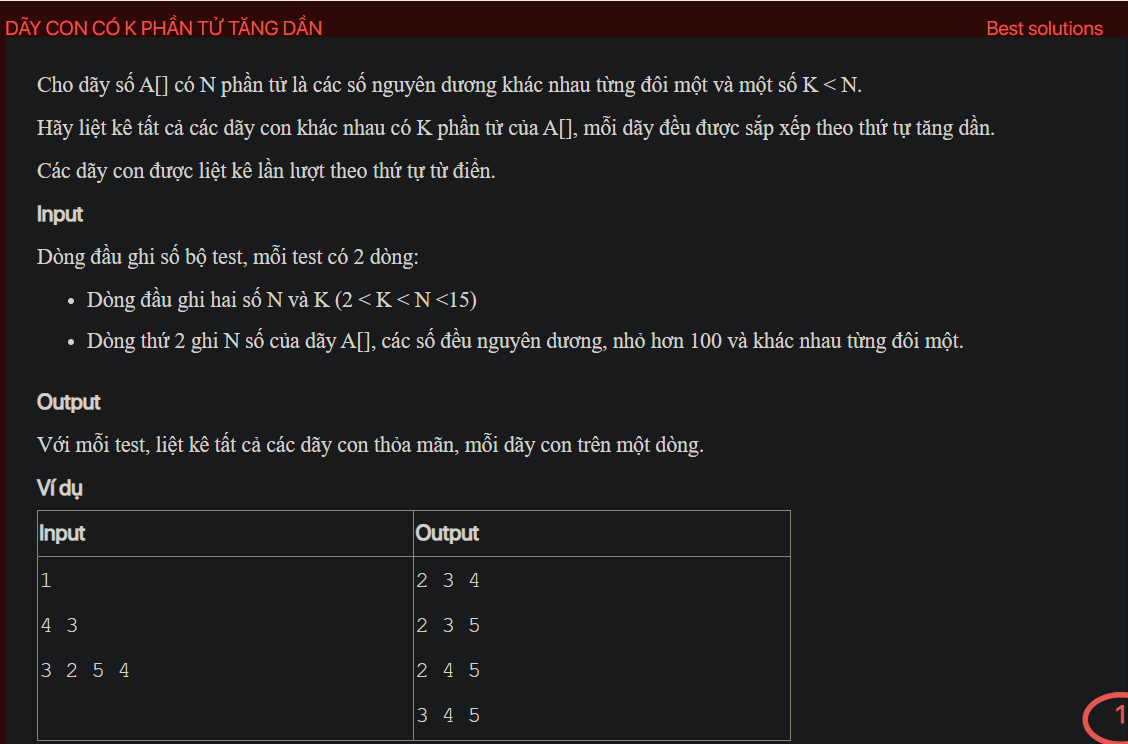 DÃY CON CÓ K PHẦN TỬ TĂNG DẦN
Best solutions
Cho dãy số A[] có N phần tử là các số nguyên dương khác nhau từng đôi một và một số K < N.
Hãy liệt kê tất cả các dãy con khác nhau có K phần tử của A[], mỗi dãy đều được sắp xếp theo thứ tự tăng dần.
Các dãy con được liệt kê lần lượt theo thứ tự từ điển.
Input
Dòng đầu ghi số bộ test, mỗi test có 2 dòng:
• Dòng đầu ghi hai số N và K (2 < K < N <15)
• Dòng thứ 2 ghi N số của dãy A[], các số đều nguyên dương, nhỏ hơn 100 và khác nhau từng đôi một.
Output
Với mỗi test, liệt kê tất cả các dãy con thỏa mãn, mỗi dãy con trên một dòng.
Ví dụ
Input
Output
1
4 3
3 2 5 4
2 3 4
2 3 5
2 4 5
3 4 5
1